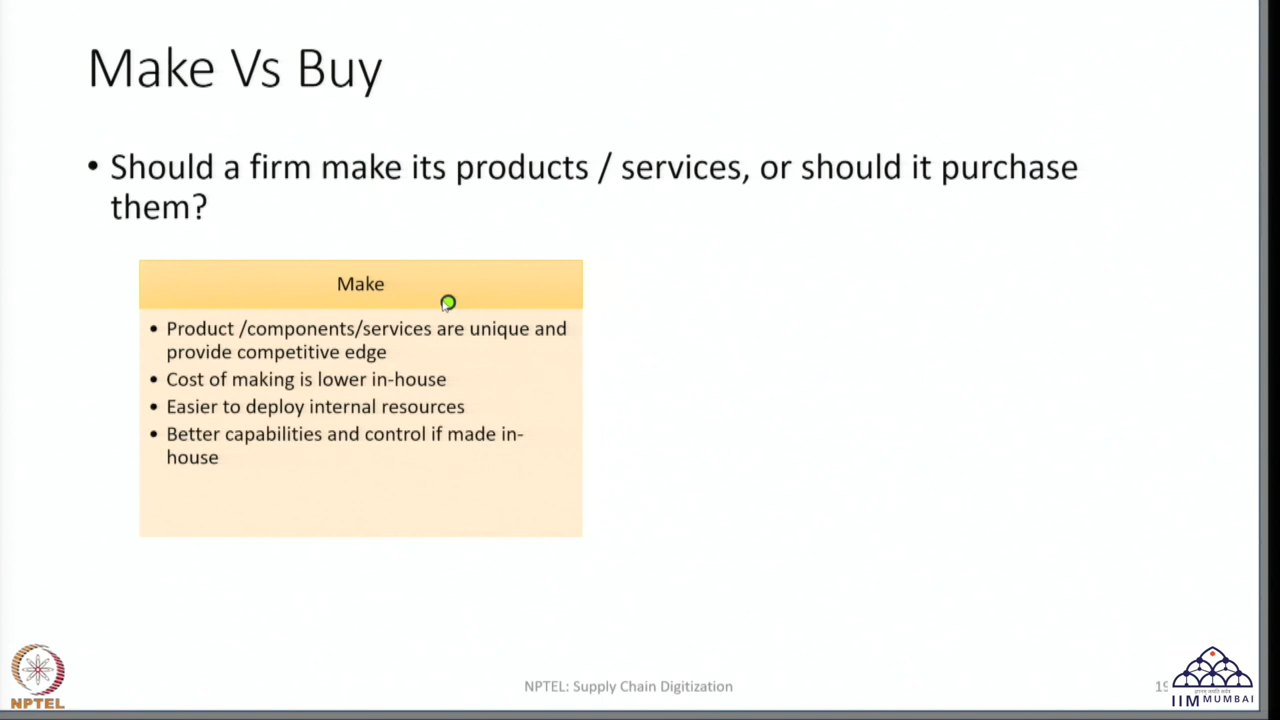 Make Vs Buy
• Should a firm make its products / services, or should it purchase
them?
Make
• Product /components/services are unique and
provide competitive edge
• Cost of making is lower in-house
• Easier to deploy internal resources
• Better capabilities and control if made in-
house
NPTEL
NPTEL: Supply Chain Digitization
19
IIM MUMBAI